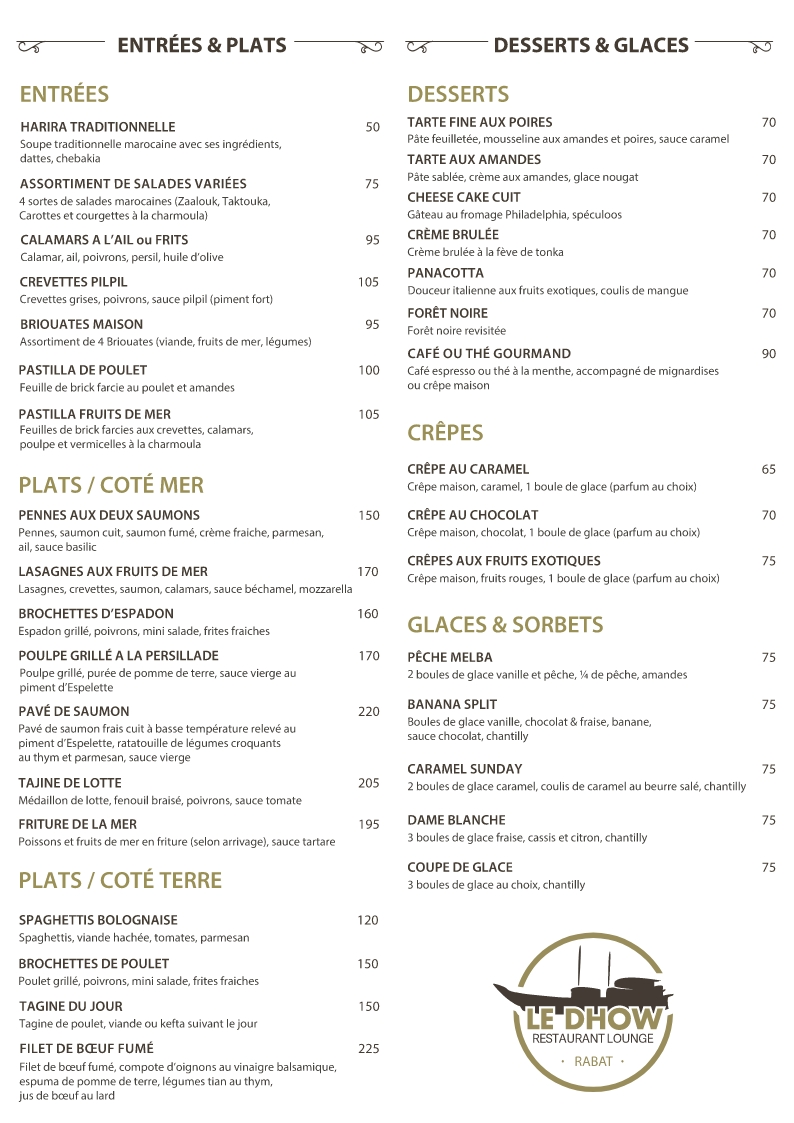 ENTRÉES & PLATS
ENTRÉES
HARIRA TRADITIONNELLE 50
Soupe traditionnelle marocaine avec ses ingrédients,
dattes, chebakia
ASSORTIMENT DE SALADES VARIÉES 75
4 sortes de salades marocaines (Zaalouk, Taktouka,
Carottes et courgettes à la charmoula)
CALAMARS A L'AIL ou FRITS 95
Calamar, ail, poivrons, persil, huile d'olive
CREVETTES PILPIL 105
Crevettes grises, poivrons, sauce pilpil (piment fort)
BRIOUATES MAISON 95
Assortiment de 4 Briouates (viande, fruits de mer, légumes)
PASTILLA DE POULET 100
Feuille de brick farcie au poulet et amandes
PASTILLA FRUITS DE MER 105
Feuilles de brick farcies aux crevettes, calamars,
poulpe et vermicelles à la charmoula
PLATS / COTÉ MER
PENNES AUX DEUX SAUMONS 150
Pennes, saumon cuit, saumon fumé, crème fraiche, parmesan,
ail, sauce basilic
LASAGNES AUX FRUITS DE MER 170
Lasagnes, crevettes, saumon, calamars, sauce béchamel, mozzarella
BROCHETTES D'ESPADON 160
Espadon grillé, poivrons, mini salade, frites fraiches
POULPE GRILLÉ A LA PERSILLADE 170
Poulpe grillé, purée de pomme de terre, sauce vierge au
piment d'Espelette
PAVÉ DE SAUMON 220
Pavé de saumon frais cuit à basse température relevé au
piment d'Espelette, ratatouille de légumes croquants
au thym et parmesan, sauce vierge
TAJINE DE LOTTE 205
Médaillon de lotte, fenouil braisé, poivrons, sauce tomate
FRITURE DE LA MER 195
Poissons et fruits de mer en friture (selon arrivage), sauce tartare
PLATS / COTÉ TERRE
SPAGHETTIS BOLOGNAISE 120
Spaghettis, viande hachée, tomates, parmesan
BROCHETTES DE POULET 150
Poulet grillé, poivrons, mini salade, frites fraiches
TAGINE DU JOUR 150
Tagine de poulet, viande ou kefta suivant le jour
FILET DE BŒUF FUMÉ 225
Filet de bœuf fumé, compote d'oignons au vinaigre balsamique,
espuma de pomme de terre, légumes tian au thym,
jus de bœuf au lard
DESSERTS & GLACES
DESSERTS
TARTE FINE AUX POIRES 70
Pâte feuilletée, mousseline aux amandes et poires, sauce caramel
TARTE AUX AMANDES 70
Pâte sablée, crème aux amandes, glace nougat
CHEESE CAKE CUIT 70
Gâteau au fromage Philadelphia, spéculoos
CRÈME BRULÉE 70
Crème brulée à la fève de tonka
PANACOTTA 70
Douceur italienne aux fruits exotiques, coulis de mangue
FORÊT NOIRE 70
Forêt noire revisitée
CAFÉ OU THÉ GOURMAND 90
Café espresso ou thé à la menthe, accompagné de mignardises
ou crêpe maison
CRÊPES
CRÊPE AU CARAMEL 65
Crêpe maison, caramel, 1 boule de glace (parfum au choix)
CRÊPE AU CHOCOLAT 70
Crêpe maison, chocolat, 1 boule de glace (parfum au choix)
CRÊPES AUX FRUITS EXOTIQUES 75
Crêpe maison, fruits rouges, 1 boule de glace (parfum au choix)
GLACES & SORBETS
PÊCHE MELBA 75
2 boules de glace vanille et pêche, ¼ de pêche, amandes
BANANA SPLIT 75
Boules de glace vanille, chocolat & fraise, banane,
sauce chocolat, chantilly
CARAMEL SUNDAY 75
2 boules de glace caramel, coulis de caramel au beurre salé, chantilly
DAME BLANCHE 75
3 boules de glace fraise, cassis et citron, chantilly
COUPE DE GLACE 75
3 boules de glace au choix, chantilly
LE DHOW
RESTAURANT LOUNGE
· RABAT ·